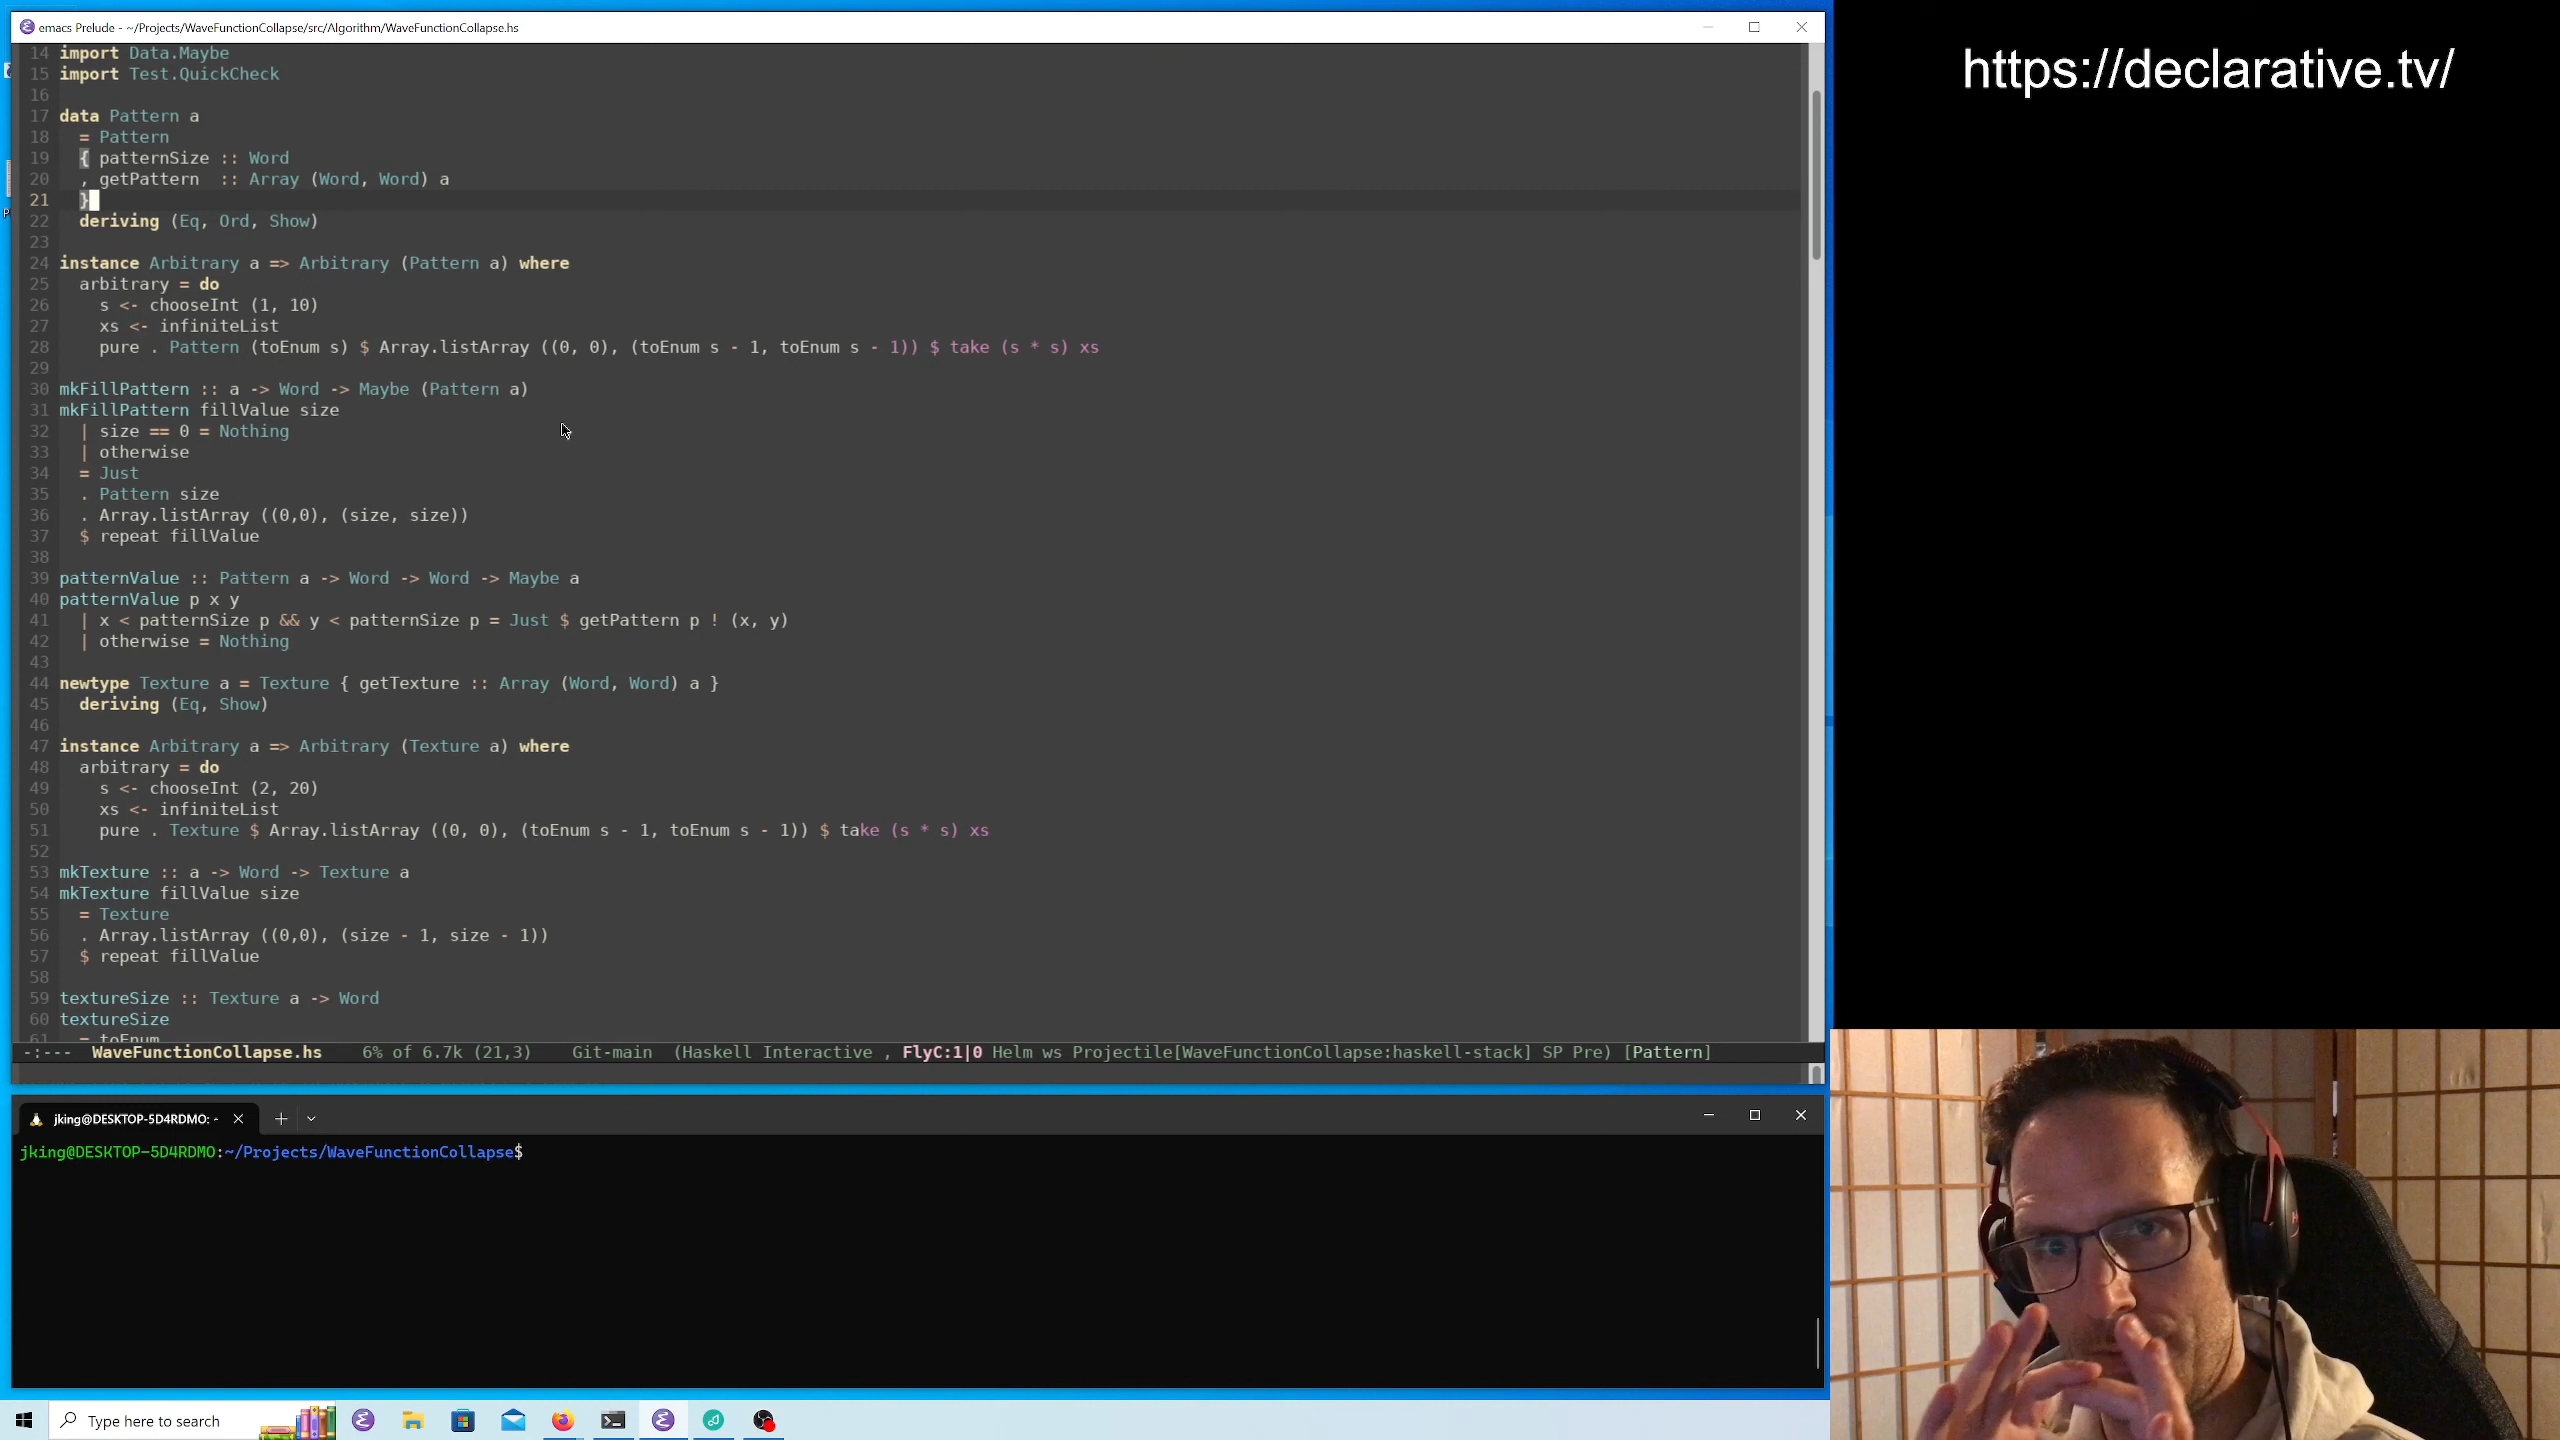 emacs Prelude - ~/Projects/WaveFunctionCollapse/src/Algorithm/WaveFunctionCollapse.hs
https://declarative.tv/
14 import Data.Maybe
15 import Test.QuickCheck
16
17 data Pattern a
18   = Pattern
19   { patternSize :: Word
20   , getPattern  :: Array (Word, Word) a
21   }
22   deriving (Eq, Ord, Show)
23
24 instance Arbitrary a => Arbitrary (Pattern a) where
25   arbitrary = do
26     s <- chooseInt (1, 10)
27     xs <- infiniteList
28     pure . Pattern (toEnum s) $ Array.listArray ((0, 0), (toEnum s - 1, toEnum s - 1)) $ take (s * s) xs
29
30 mkFillPattern :: a -> Word -> Maybe (Pattern a)
31 mkFillPattern fillValue size
32   | size == 0 = Nothing
33   | otherwise
34   = Just
35   . Pattern size
36   . Array.listArray ((0,0), (size, size))
37   $ repeat fillValue
38
39 patternValue :: Pattern a -> Word -> Word -> Maybe a
40 patternValue p x y
41   | x < patternSize p && y < patternSize p = Just $ getPattern p ! (x, y)
42   | otherwise = Nothing
43
44 newtype Texture a = Texture { getTexture :: Array (Word, Word) a }
45   deriving (Eq, Show)
46
47 instance Arbitrary a => Arbitrary (Texture a) where
48   arbitrary = do
49     s <- chooseInt (2, 20)
50     xs <- infiniteList
51     pure . Texture $ Array.listArray ((0, 0), (toEnum s - 1, toEnum s - 1)) $ take (s * s) xs
52
53 mkTexture :: a -> Word -> Texture a
54 mkTexture fillValue size
55   = Texture
56   . Array.listArray ((0,0), (size - 1, size - 1))
57   $ repeat fillValue
58
59 textureSize :: Texture a -> Word
60 textureSize
61   = toEnum
-:---  WaveFunctionCollapse.hs    6% of 6.7k (21,3)    Git-main  (Haskell Interactive , FlyC:1|0 Helm ws Projectile[WaveFunctionCollapse:haskell-stack] SP Pre) [Pattern]
jking@DESKTOP-5D4RDMO: -
jking@DESKTOP-5D4RDMO:~/Projects/WaveFunctionCollapse$
Type here to search